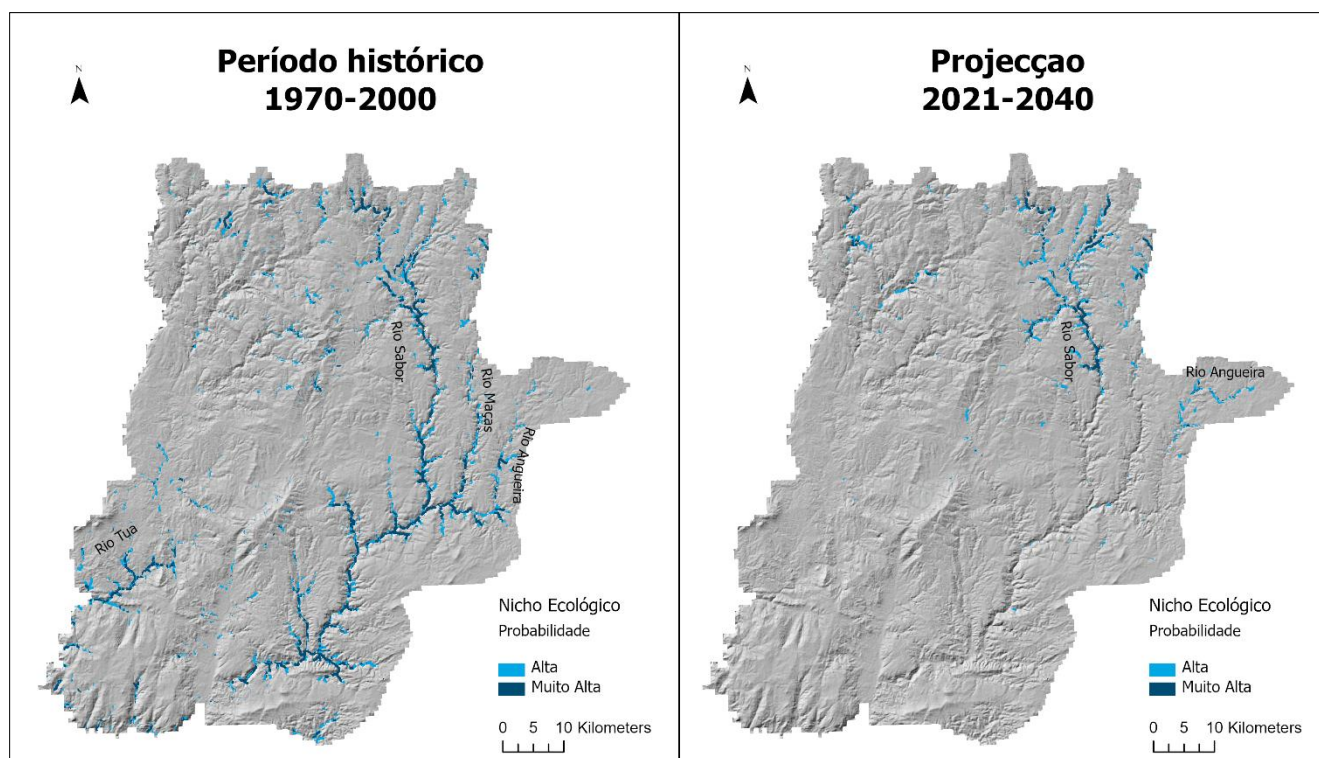 N
Período histórico
1970-2000
Rio Sabor
Rio Maçãs
Rio Angueira
Rio Tua
Nicho Ecológico
Probabilidade
Alta
Muito Alta
0 5 10 Kilometers
N
Projecçao
2021-2040
Rio Sabor
Rio Angueira
Nicho Ecológico
Probabilidade
Alta
Muito Alta
0 5 10 Kilometers